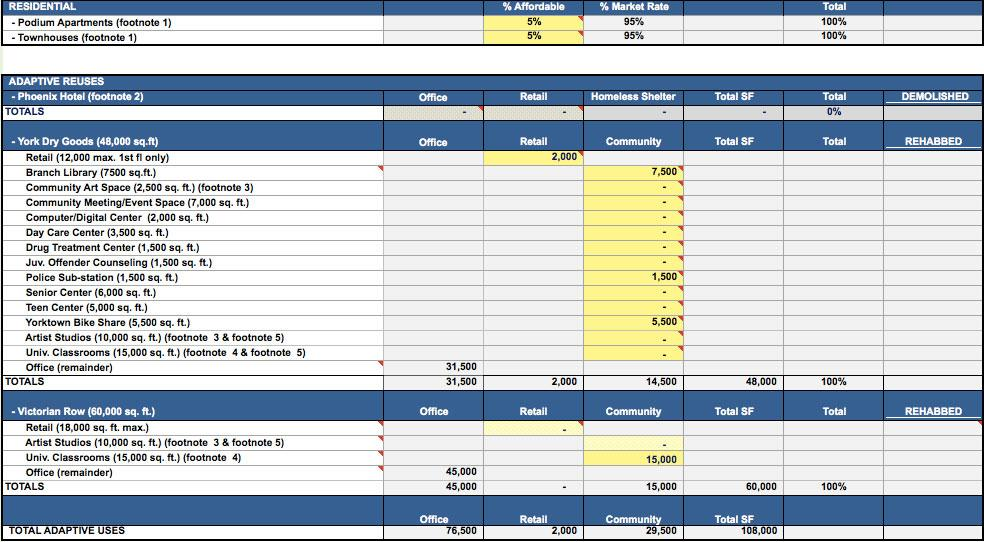 RESIDENTIAL % Affordable % Market Rate Total
- Podium Apartments (footnote 1) 5% 95% 100%
- Townhouses (footnote 1) 5% 95% 100%
ADAPTIVE REUSES
- Phoenix Hotel (footnote 2) Office Retail Homeless Shelter Total SF Total DEMOLISHED
TOTALS - - - - 0%
- York Dry Goods (48,000 sq.ft) Office Retail Community Total SF Total REHABBED
Retail (12,000 max. 1st fl only) 2,000
Branch Library (7500 sq.ft.) 7,500
Community Art Space (2,500 sq. ft.) (footnote 3) -
Community Meeting/Event Space (7,000 sq. ft.) -
Computer/Digital Center (2,000 sq. ft.) -
Day Care Center (3,500 sq. ft.) -
Drug Treatment Center (1,500 sq. ft.) -
Juv. Offender Counseling (1,500 sq. ft.) -
Police Sub-station (1,500 sq. ft.) 1,500
Senior Center (6,000 sq. ft.) -
Teen Center (5,000 sq. ft.) -
Yorktown Bike Share (5,500 sq. ft.) 5,500
Artist Studios (10,000 sq. ft.) (footnote 3 & footnote 5) -
Univ. Classrooms (15,000 sq. ft.) (footnote 4 & footnote 5) -
Office (remainder) 31,500
TOTALS 31,500 2,000 14,500 48,000 100%
- Victorian Row (60,000 sq. ft.) Office Retail Community Total SF Total REHABBED
Retail (18,000 sq. ft. max.) -
Artist Studios (10,000 sq. ft.) (footnote 3 & footnote 5) -
Univ. Classrooms (15,000 sq. ft.) (footnote 4) 15,000
Office (remainder) 45,000
TOTALS 45,000 - 15,000 60,000 100%
Office Retail Community Total SF
TOTAL ADAPTIVE USES 76,500 2,000 29,500 108,000